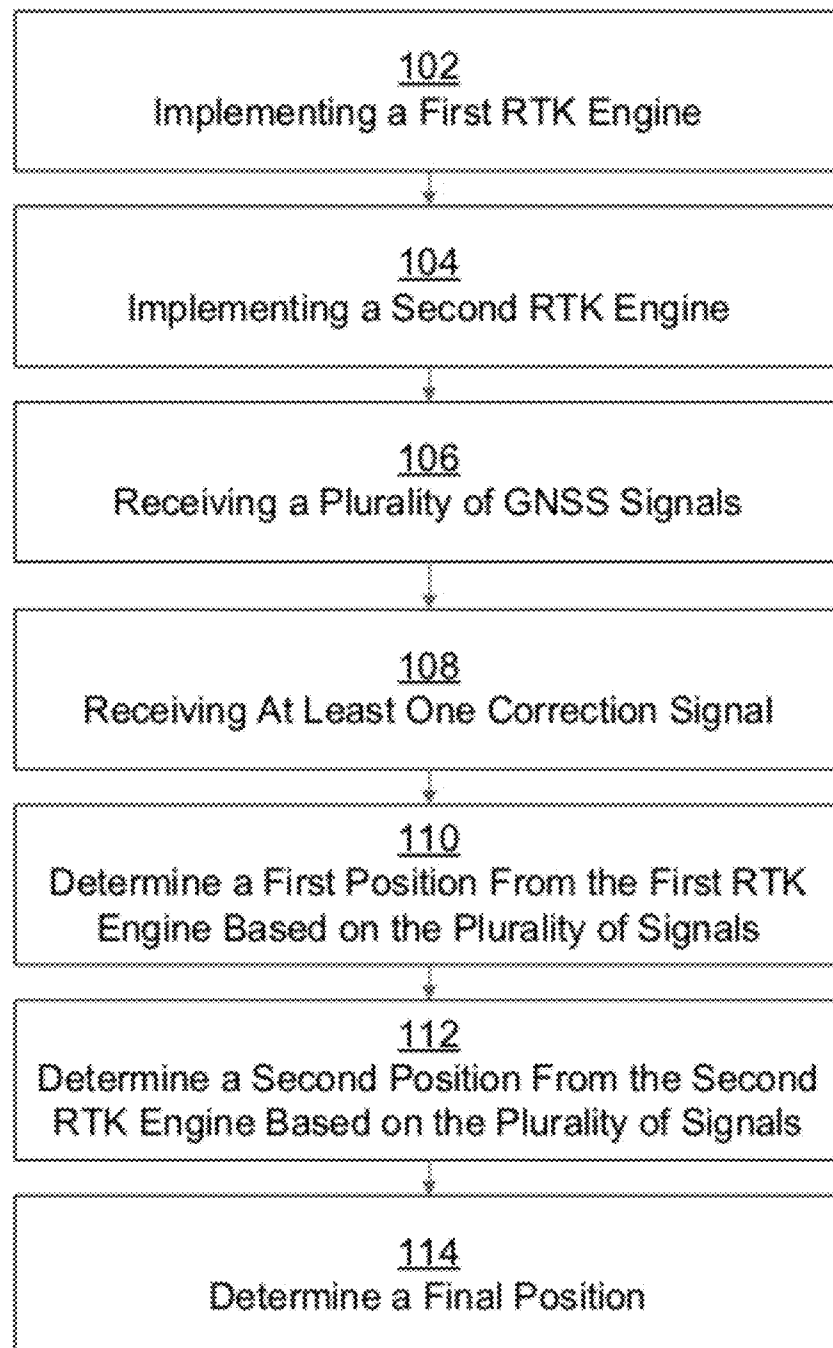 102
Implementing a First RTK Engine
104
Implementing a Second RTK Engine
106
Receiving a Plurality of GNSS Signals
108
Receiving At Least One Correction Signal
110
Determine a First Position From the First RTK
Engine Based on the Plurality of Signals
112
Determine a Second Position From the Second
RTK Engine Based on the Plurality of Signals
114
Determine a Final Position